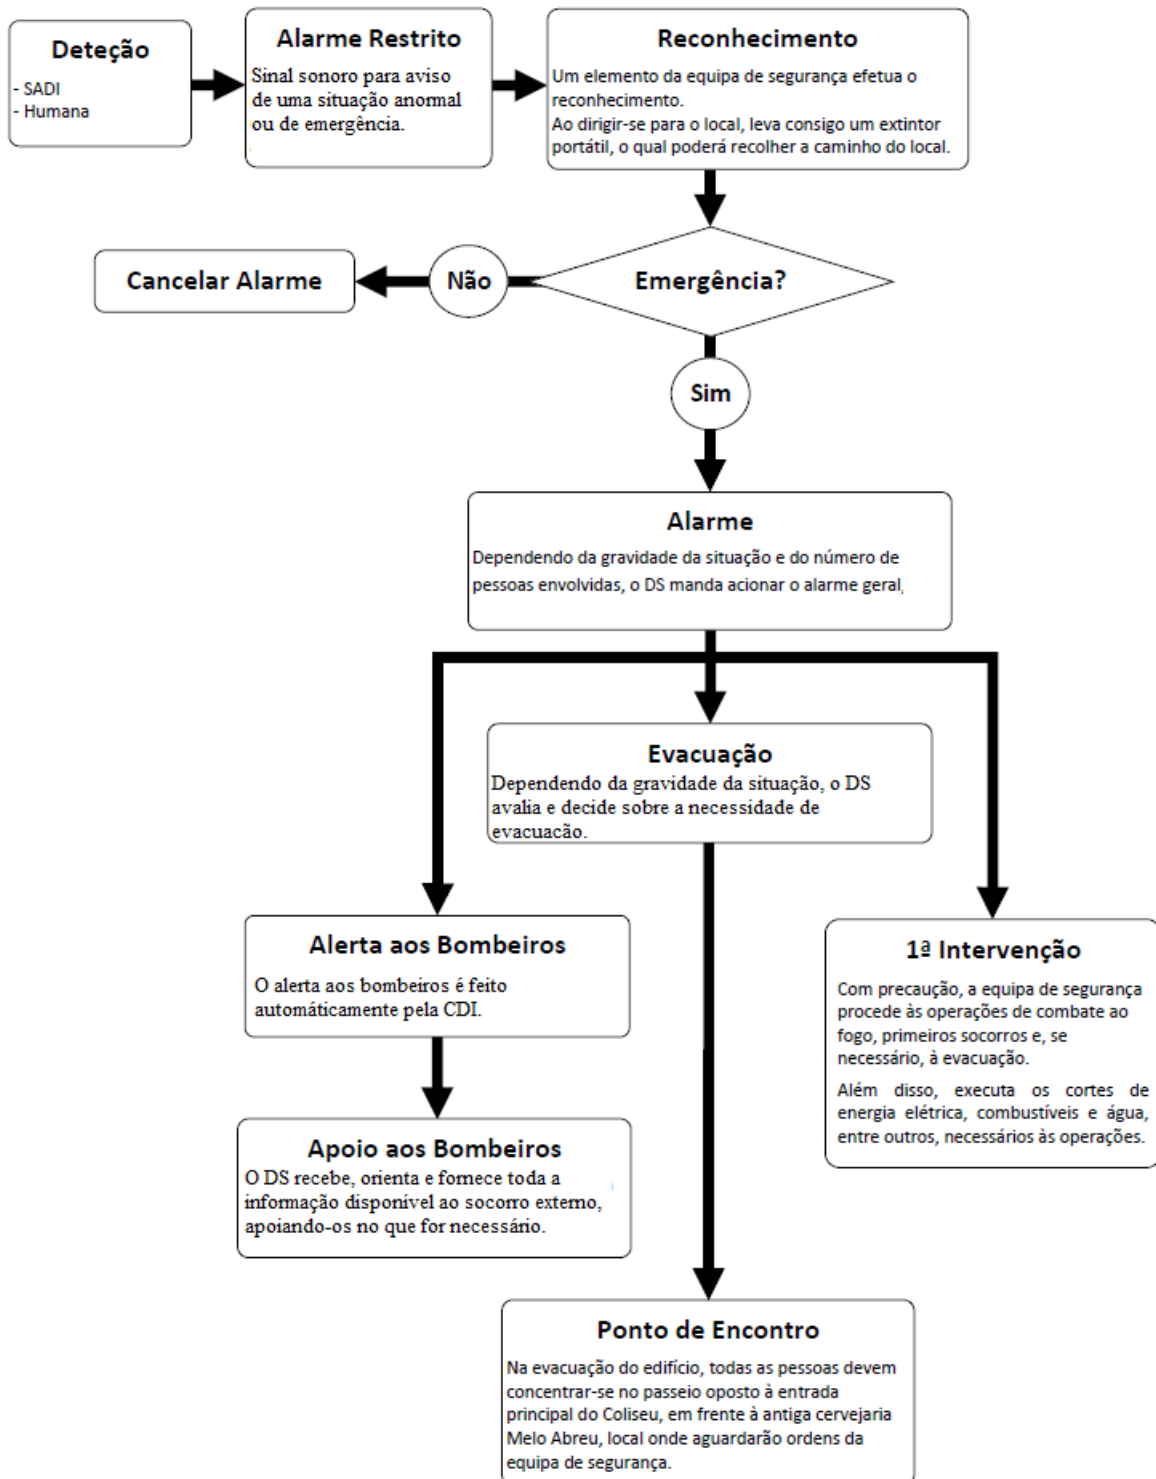 Deteção
- SADI
- Humana
Alarme Restrito
Sinal sonoro para aviso
de uma situação anormal
ou de emergência.
Reconhecimento
Um elemento da equipa de segurança efetua o
reconhecimento.
Ao dirigir-se para o local, leva consigo um extintor
portátil, o qual poderá recolher a caminho do local.
Cancelar Alarme
Não
Emergência?
Sim
Alarme
Dependendo da gravidade da situação e do número de
pessoas envolvidas, o DS manda acionar o alarme geral,
Evacuação
Dependendo da gravidade da situação, o DS
avalia e decide sobre a necessidade de
evacuacão.
Alerta aos Bombeiros
O alerta aos bombeiros é feito
automáticamente pela CDI.
1ª Intervenção
Com precaução, a equipa de segurança
procede às operações de combate ao
fogo, primeiros socorros e, se
necessário, à evacuação.
Além disso, executa os cortes de
energia elétrica, combustíveis e água,
entre outros, necessários às operações.
Apoio aos Bombeiros
O DS recebe, orienta e fornece toda a
informação disponível ao socorro externo,
apoiando-os no que for necessário.
Ponto de Encontro
Na evacuação do edifício, todas as pessoas devem
concentrar-se no passeio oposto à entrada
principal do Coliseu, em frente à antiga cervejaria
Melo Abreu, local onde aguardarão ordens da
equipa de segurança.